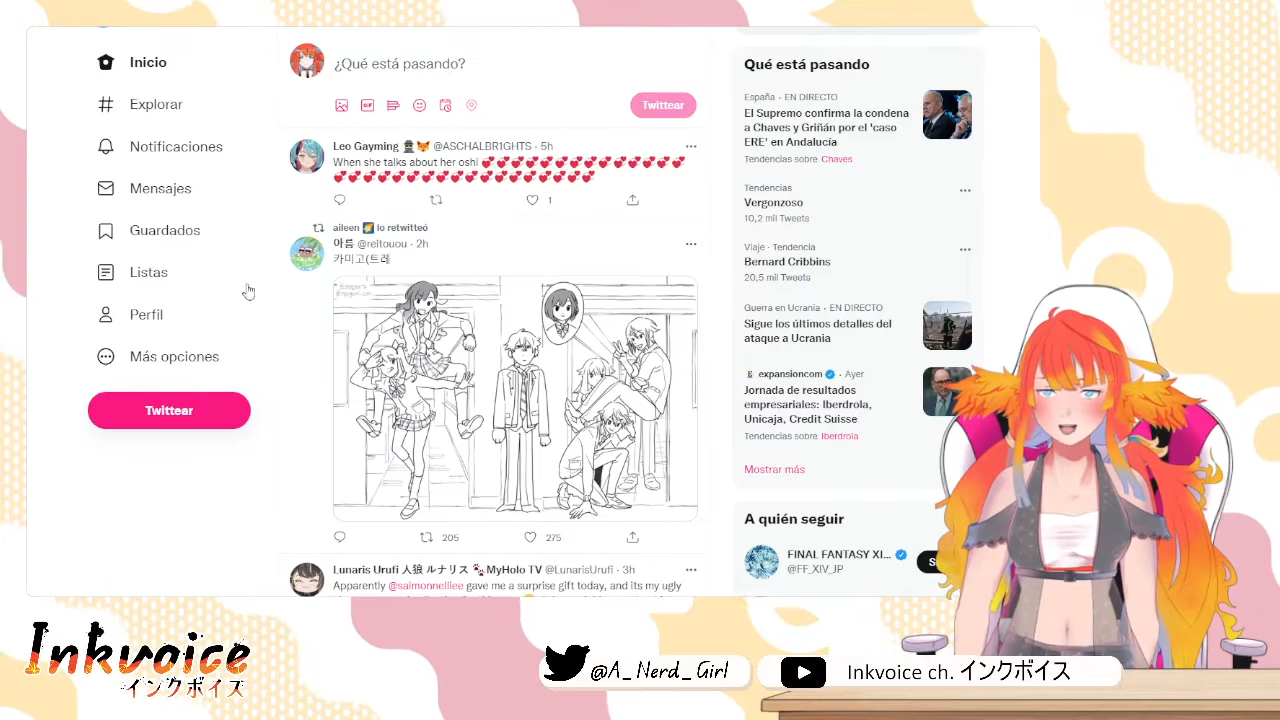 Inicio
Explorar
Notificaciones
Mensajes
Guardados
Listas
Perfil
Más opciones
Twittear
¿Qué está pasando?
GIF
Twittear
Leo Gayming @ASCHALBR1GHTS · 5h
When she talks about her oshi
1
aileen lo retwitteó
아름 @reitouou · 2h
카미고(트레
205
275
Lunaris Urufi 人狼 ルナリス MyHolo TV @LunarisUrufi · 3h
Apparently @salmonnelliee gave me a surprise gift today, and its my ugly
Qué está pasando
España · EN DIRECTO
El Supremo confirma la condena
a Chaves y Griñán por el 'caso
ERE' en Andalucía
Tendencias sobre Chaves
Tendencias
Vergonzoso
10,2 mil Tweets
Viaje · Tendencia
Bernard Cribbins
20,5 mil Tweets
Guerra en Ucrania · EN DIRECTO
Sigue los últimos detalles del
ataque a Ucrania
expansioncom · Ayer
Jornada de resultados
empresariales: Iberdrola,
Unicaja, Credit Suisse
Tendencias sobre Iberdrola
Mostrar más
A quién seguir
FINAL FANTASY XI...
@FF_XIV_JP
Inkvoice
インクボイス
@A_Nerd_Girl
Inkvoice ch. インクボイス